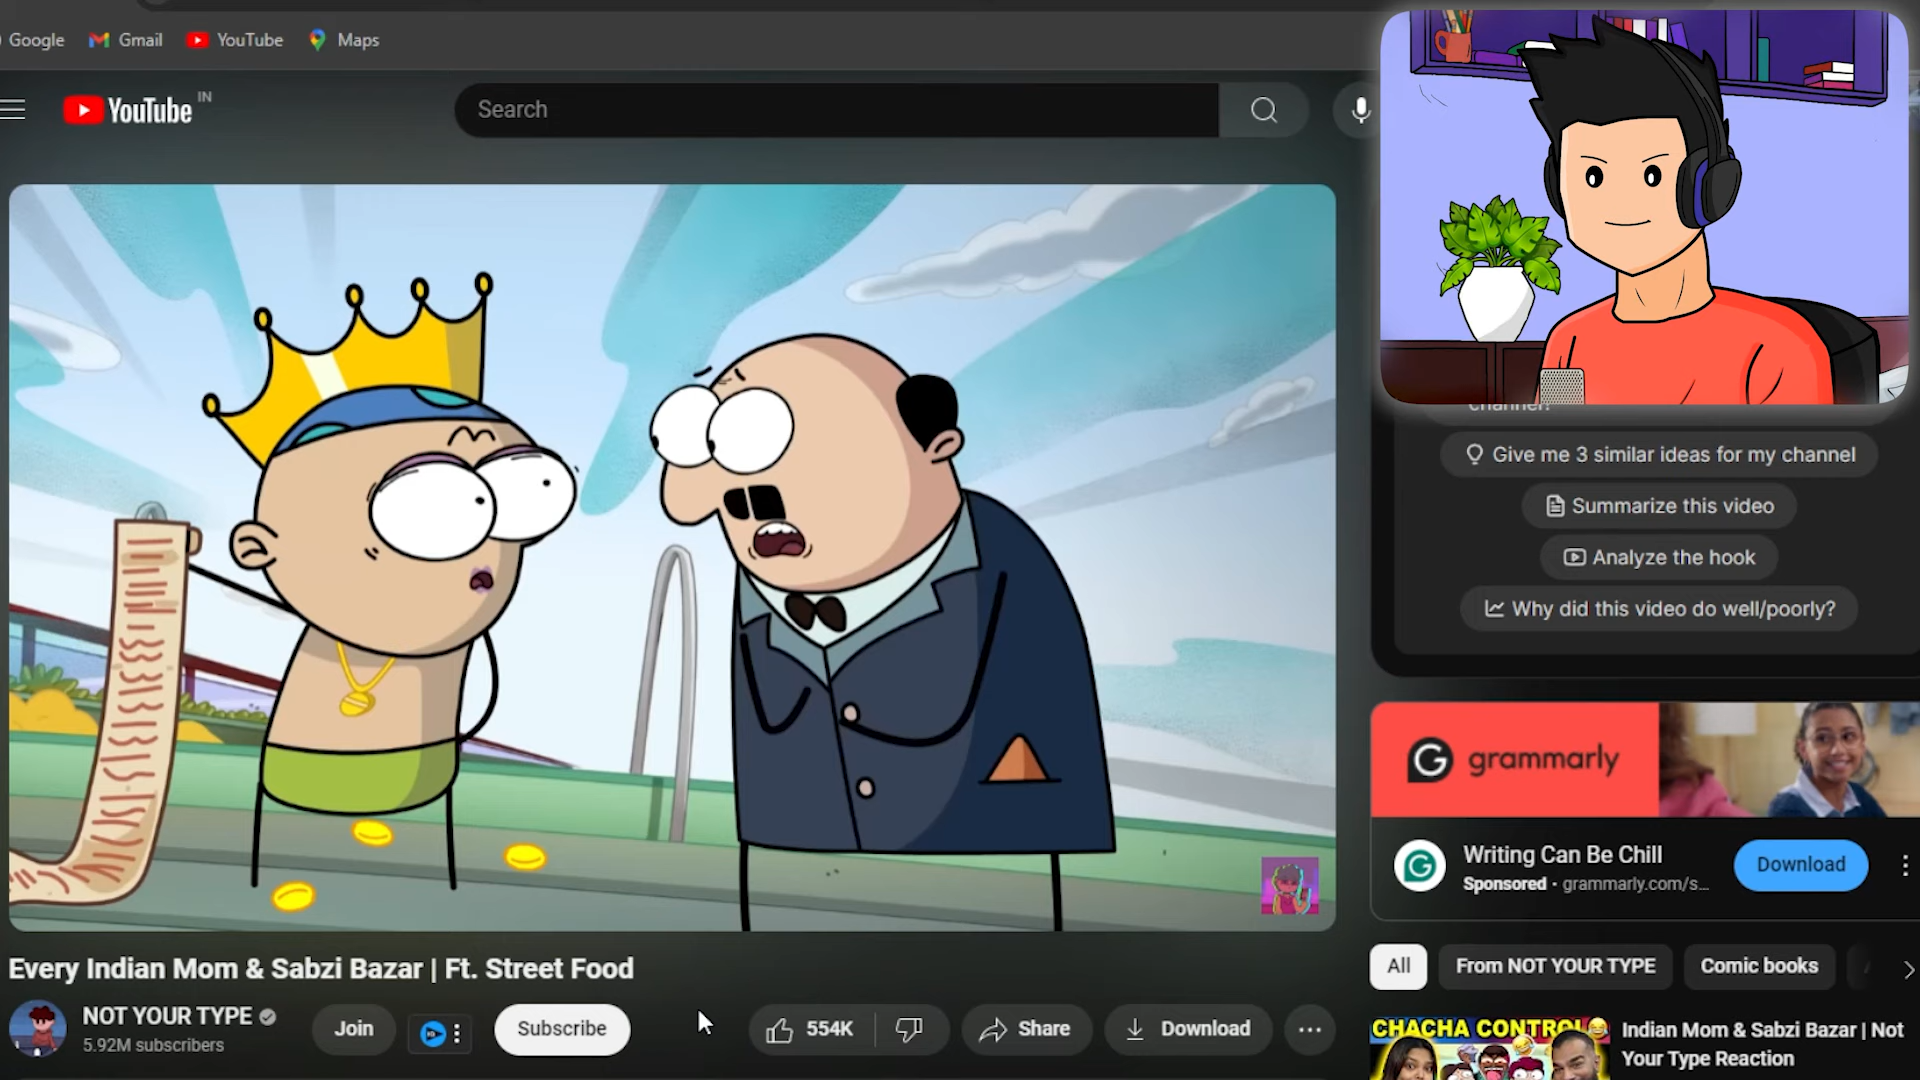 Google Gmail YouTube Maps
YouTube IN
Search
channel!
Give me 3 similar ideas for my channel
Summarize this video
Analyze the hook
Why did this video do well/poorly?
grammarly
Writing Can Be Chill
Sponsored · grammarly.com/s...
Download
All From NOT YOUR TYPE Comic books
CHACHA CONTROL
Indian Mom & Sabzi Bazar | Not
Your Type Reaction
Every Indian Mom & Sabzi Bazar | Ft. Street Food
NOT YOUR TYPE
5.92M subscribers
Join
Subscribe
554K
Share
Download